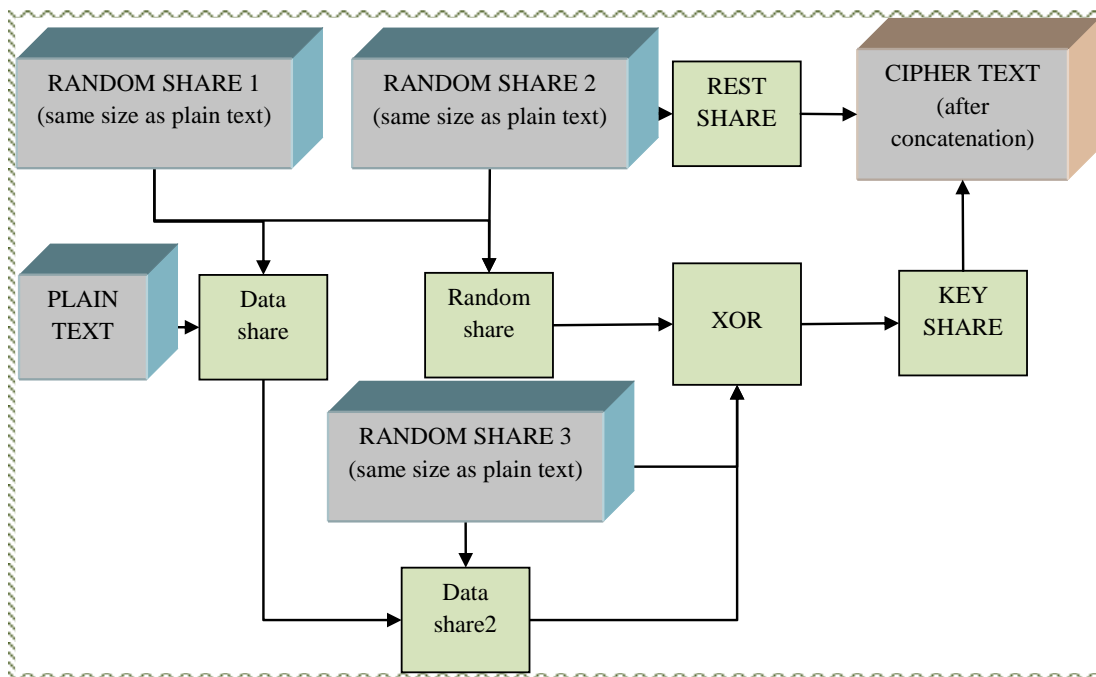 RANDOM SHARE 1
(same size as plain text)
RANDOM SHARE 2
(same size as plain text)
REST
SHARE
CIPHER TEXT
(after
concatenation)
PLAIN
TEXT
Data
share
Random
share
XOR
KEY
SHARE
RANDOM SHARE 3
(same size as plain text)
Data
share2